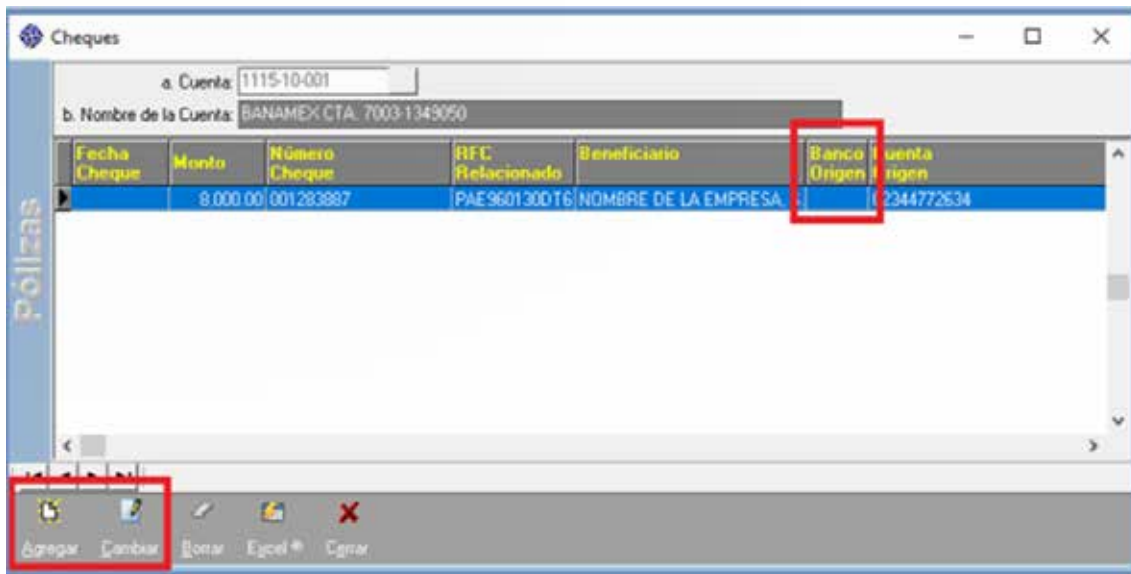 Cheques
a. Cuenta: 1115-10-001
b. Nombre de la Cuenta: BANAMEX CTA. 7003-1349050
Fecha Cheque Monto Número Cheque RFC Relacionado Beneficiario Banco Origen Cuenta Origen
8,000.00 001283887 PAE960130DT6 NOMBRE DE LA EMPRESA, 02344772634
Pólizas
Agregar Cambiar Borrar Excel ® Cerrar